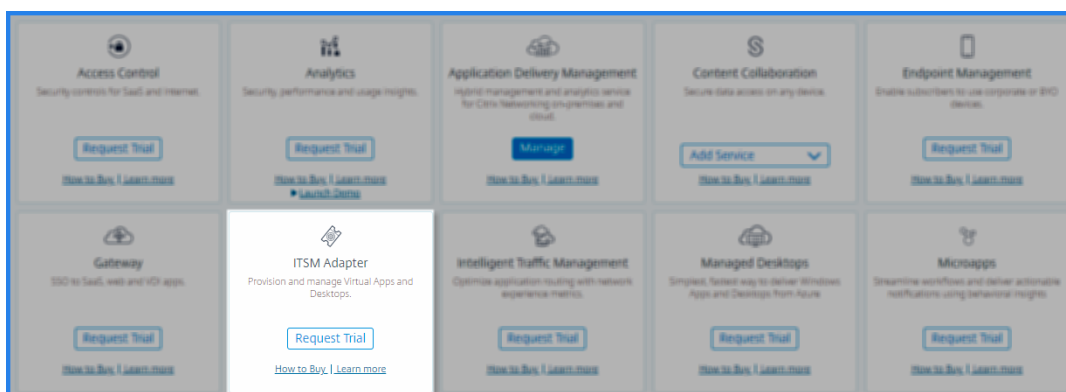 Access Control
Security controls for SaaS and Internet.
Request Trial
How to Buy | Learn more
Analytics
Security, performance and usage insights.
Request Trial
How to Buy | Learn more
Launch Demo
Application Delivery Management
Hybrid management and analytics service
for Citrix Networking on-premises and
cloud.
Manage
How to Buy | Learn more
Content Collaboration
Secure data access on any device.
Add Service
How to Buy | Learn more
Endpoint Management
Enable subscribers to use corporate or BYO
devices.
Request Trial
How to Buy | Learn more
Gateway
SSO to SaaS, web and VDI apps.
Request Trial
How to Buy | Learn more
ITSM Adapter
Provision and manage Virtual Apps and
Desktops.
Request Trial
How to Buy | Learn more
Intelligent Traffic Management
Optimize application routing with network
experience metrics.
Request Trial
How to Buy | Learn more
Managed Desktops
Simplest, fastest way to deliver Windows
Apps and Desktops from Azure
Request Trial
How to Buy | Learn more
Microapps
Streamline workflows and deliver actionable
notifications using behavioral insights
Request Trial
How to Buy | Learn more